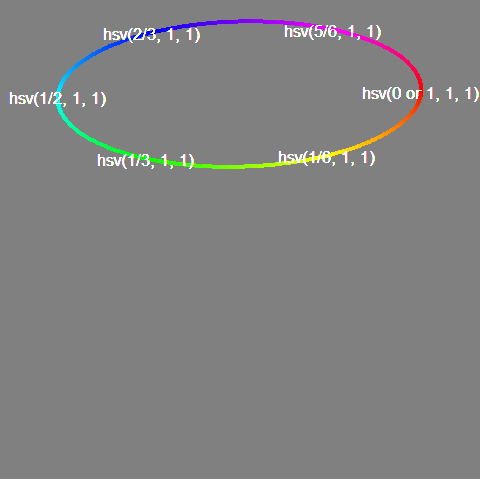 hsv(2/3, 1, 1)
hsv(5/6, 1, 1)
hsv(1/2, 1, 1)
hsv(0 or 1, 1, 1)
hsv(1/3, 1, 1)
hsv(1/6, 1, 1)